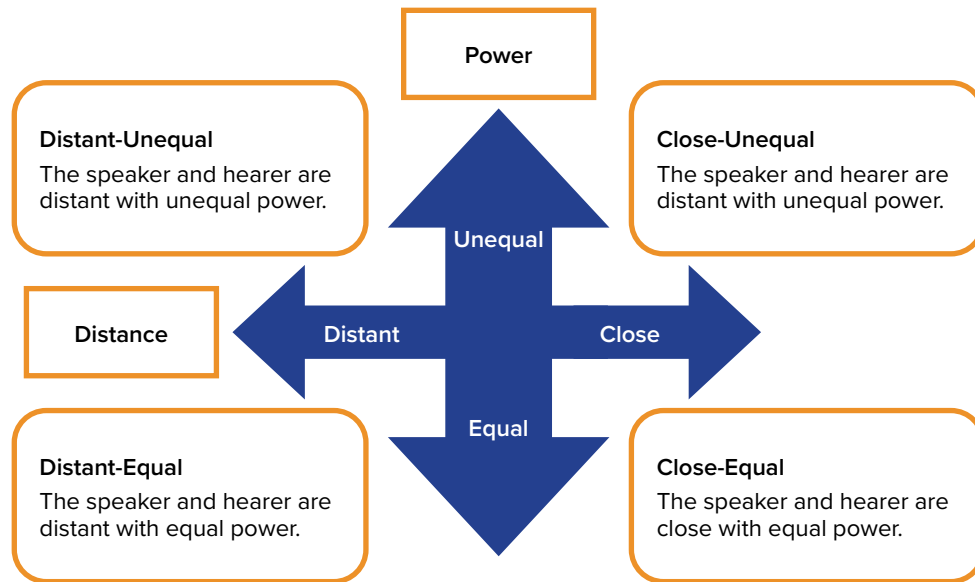 Power
Distant-Unequal
The speaker and hearer are
distant with unequal power.
Close-Unequal
The speaker and hearer are
distant with unequal power.
Unequal
Distance
Distant
Close
Equal
Distant-Equal
The speaker and hearer are
distant with equal power.
Close-Equal
The speaker and hearer are
close with equal power.